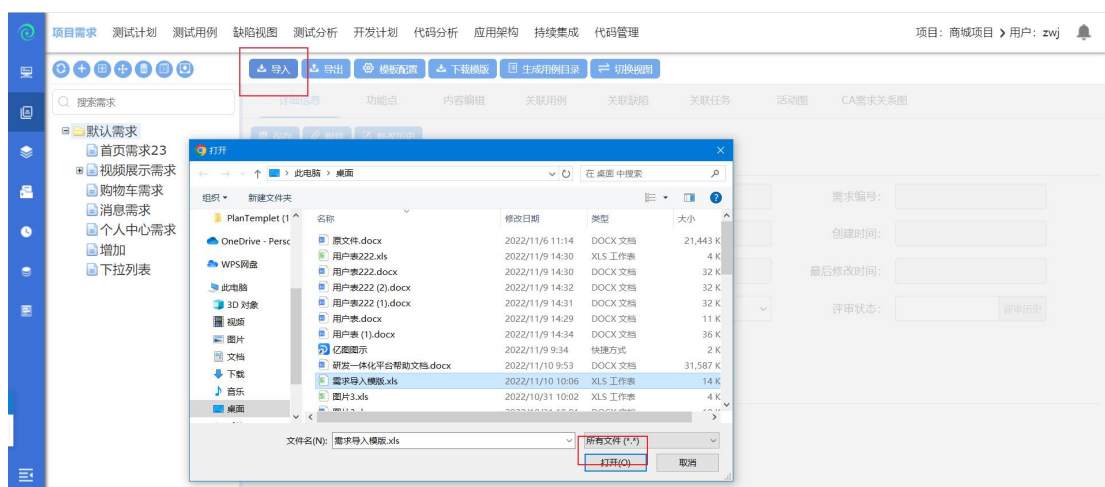 项目需求 测试计划 测试用例 缺陷视图 测试分析 开发计划 代码分析 应用架构 持续集成 代码管理 项目: 商城项目 > 用户: zwj
导入 导出 模板配置 下载模版 生成用例目录 切换视图
搜索需求
详细信息 功能点 内容编辑 关联用例 关联缺陷 关联任务 活动图 CA需求关系图
默认需求
首页需求23
视频展示需求
购物车需求
消息需求
个人中心需求
增加
下拉列表
需求编号:
创建时间:
最后修改时间:
评审状态: 评审历史
打开
此电脑 > 桌面 在 桌面 中搜索
组织 新建文件夹
PlanTemplet (1
OneDrive - Persc
WPS网盘
此电脑
3D 对象
视频
图片
文档
下载
音乐
桌面
名称 修改日期 类型 大小
原文件.docx 2022/11/6 11:14 DOCX 文档 21,443 K
用户表222.xls 2022/11/9 14:30 XLS 工作表 4 K
用户表222.docx 2022/11/9 14:30 DOCX 文档 32 K
用户表222 (2).docx 2022/11/9 14:32 DOCX 文档 32 K
用户表222 (1).docx 2022/11/9 14:31 DOCX 文档 32 K
用户表.docx 2022/11/9 14:29 DOCX 文档 11 K
用户表 (1).docx 2022/11/9 14:34 DOCX 文档 36 K
亿图图示 2022/11/9 9:34 快捷方式 2 K
研发一体化平台帮助文档.docx 2022/11/10 9:53 DOCX 文档 31,587 K
需求导入模版.xls 2022/11/10 10:06 XLS 工作表 14 K
图片3.xls 2022/10/31 10:02 XLS 工作表 4 K
文件名(N): 需求导入模版.xls 所有文件 (*.*)
打开(O) 取消